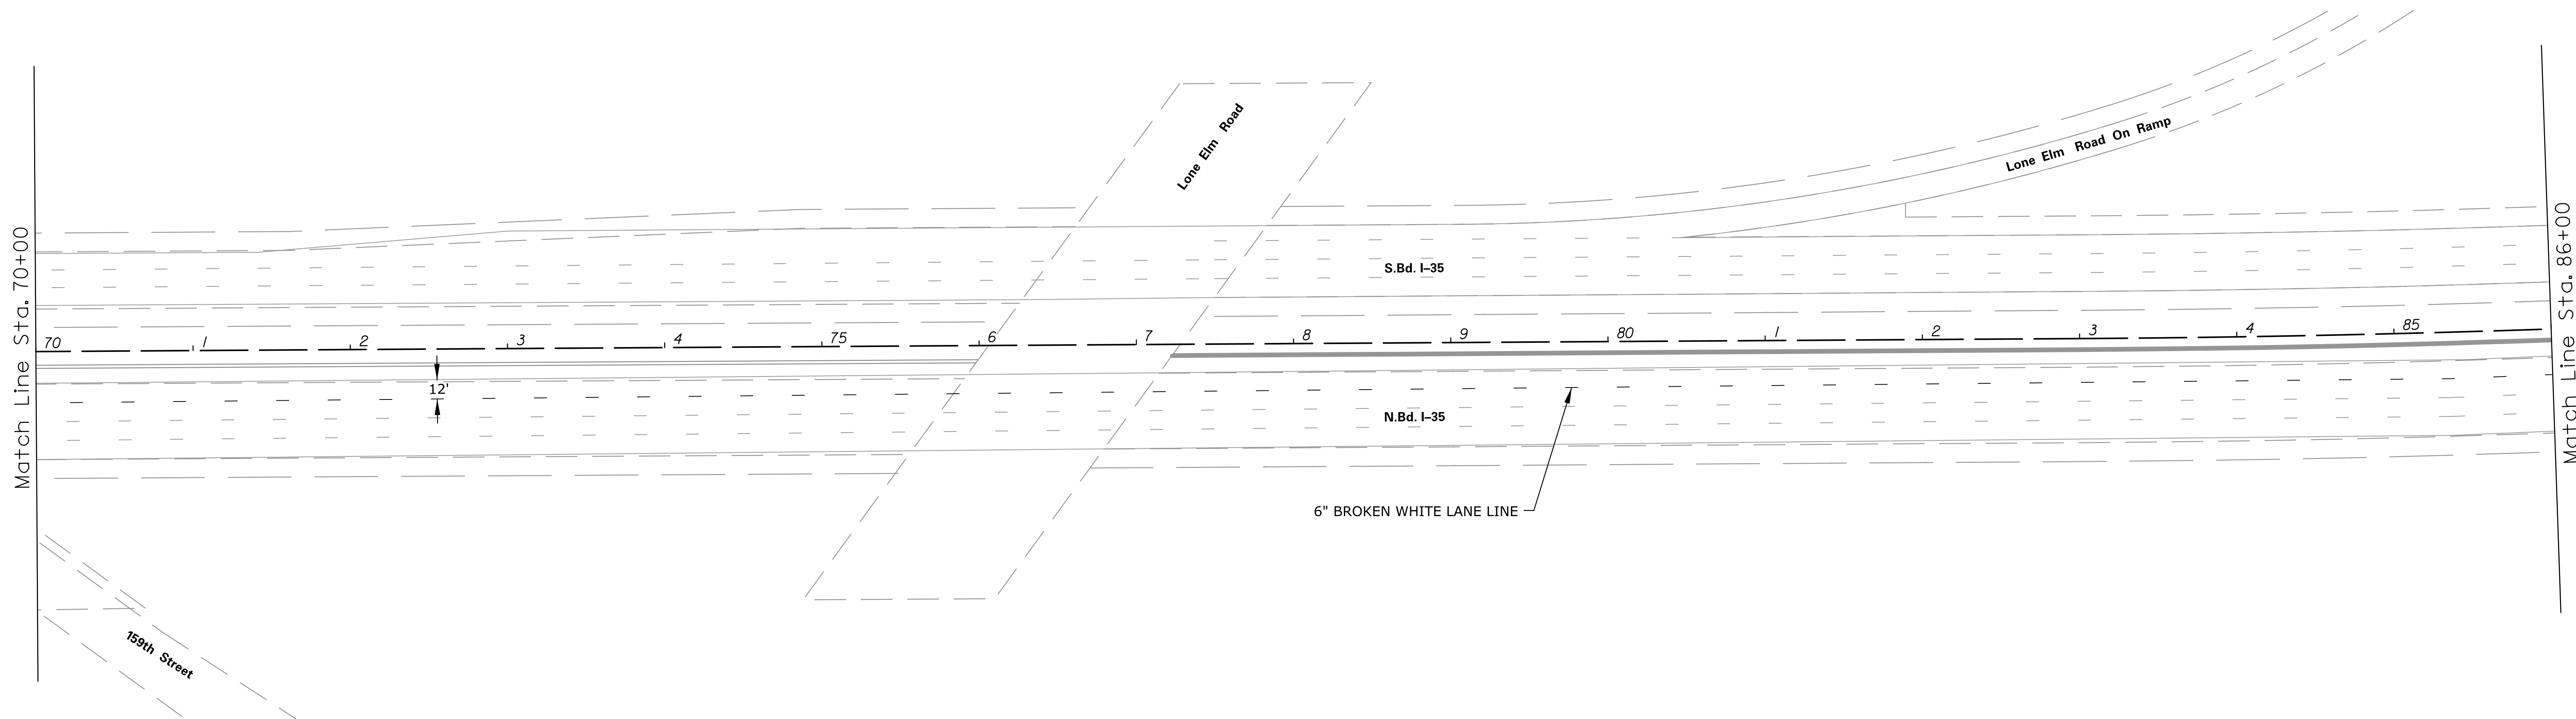 Match Line Sta. 70+00
Lone Elm Road
Lone Elm Road On Ramp
S.Bd. I-35
70 1 2 3 4 75 6 7 8 9 80 1 2 3 4 85
12'
N.Bd. I-35
6" BROKEN WHITE LANE LINE
159th Street
Match Line Sta. 86+00